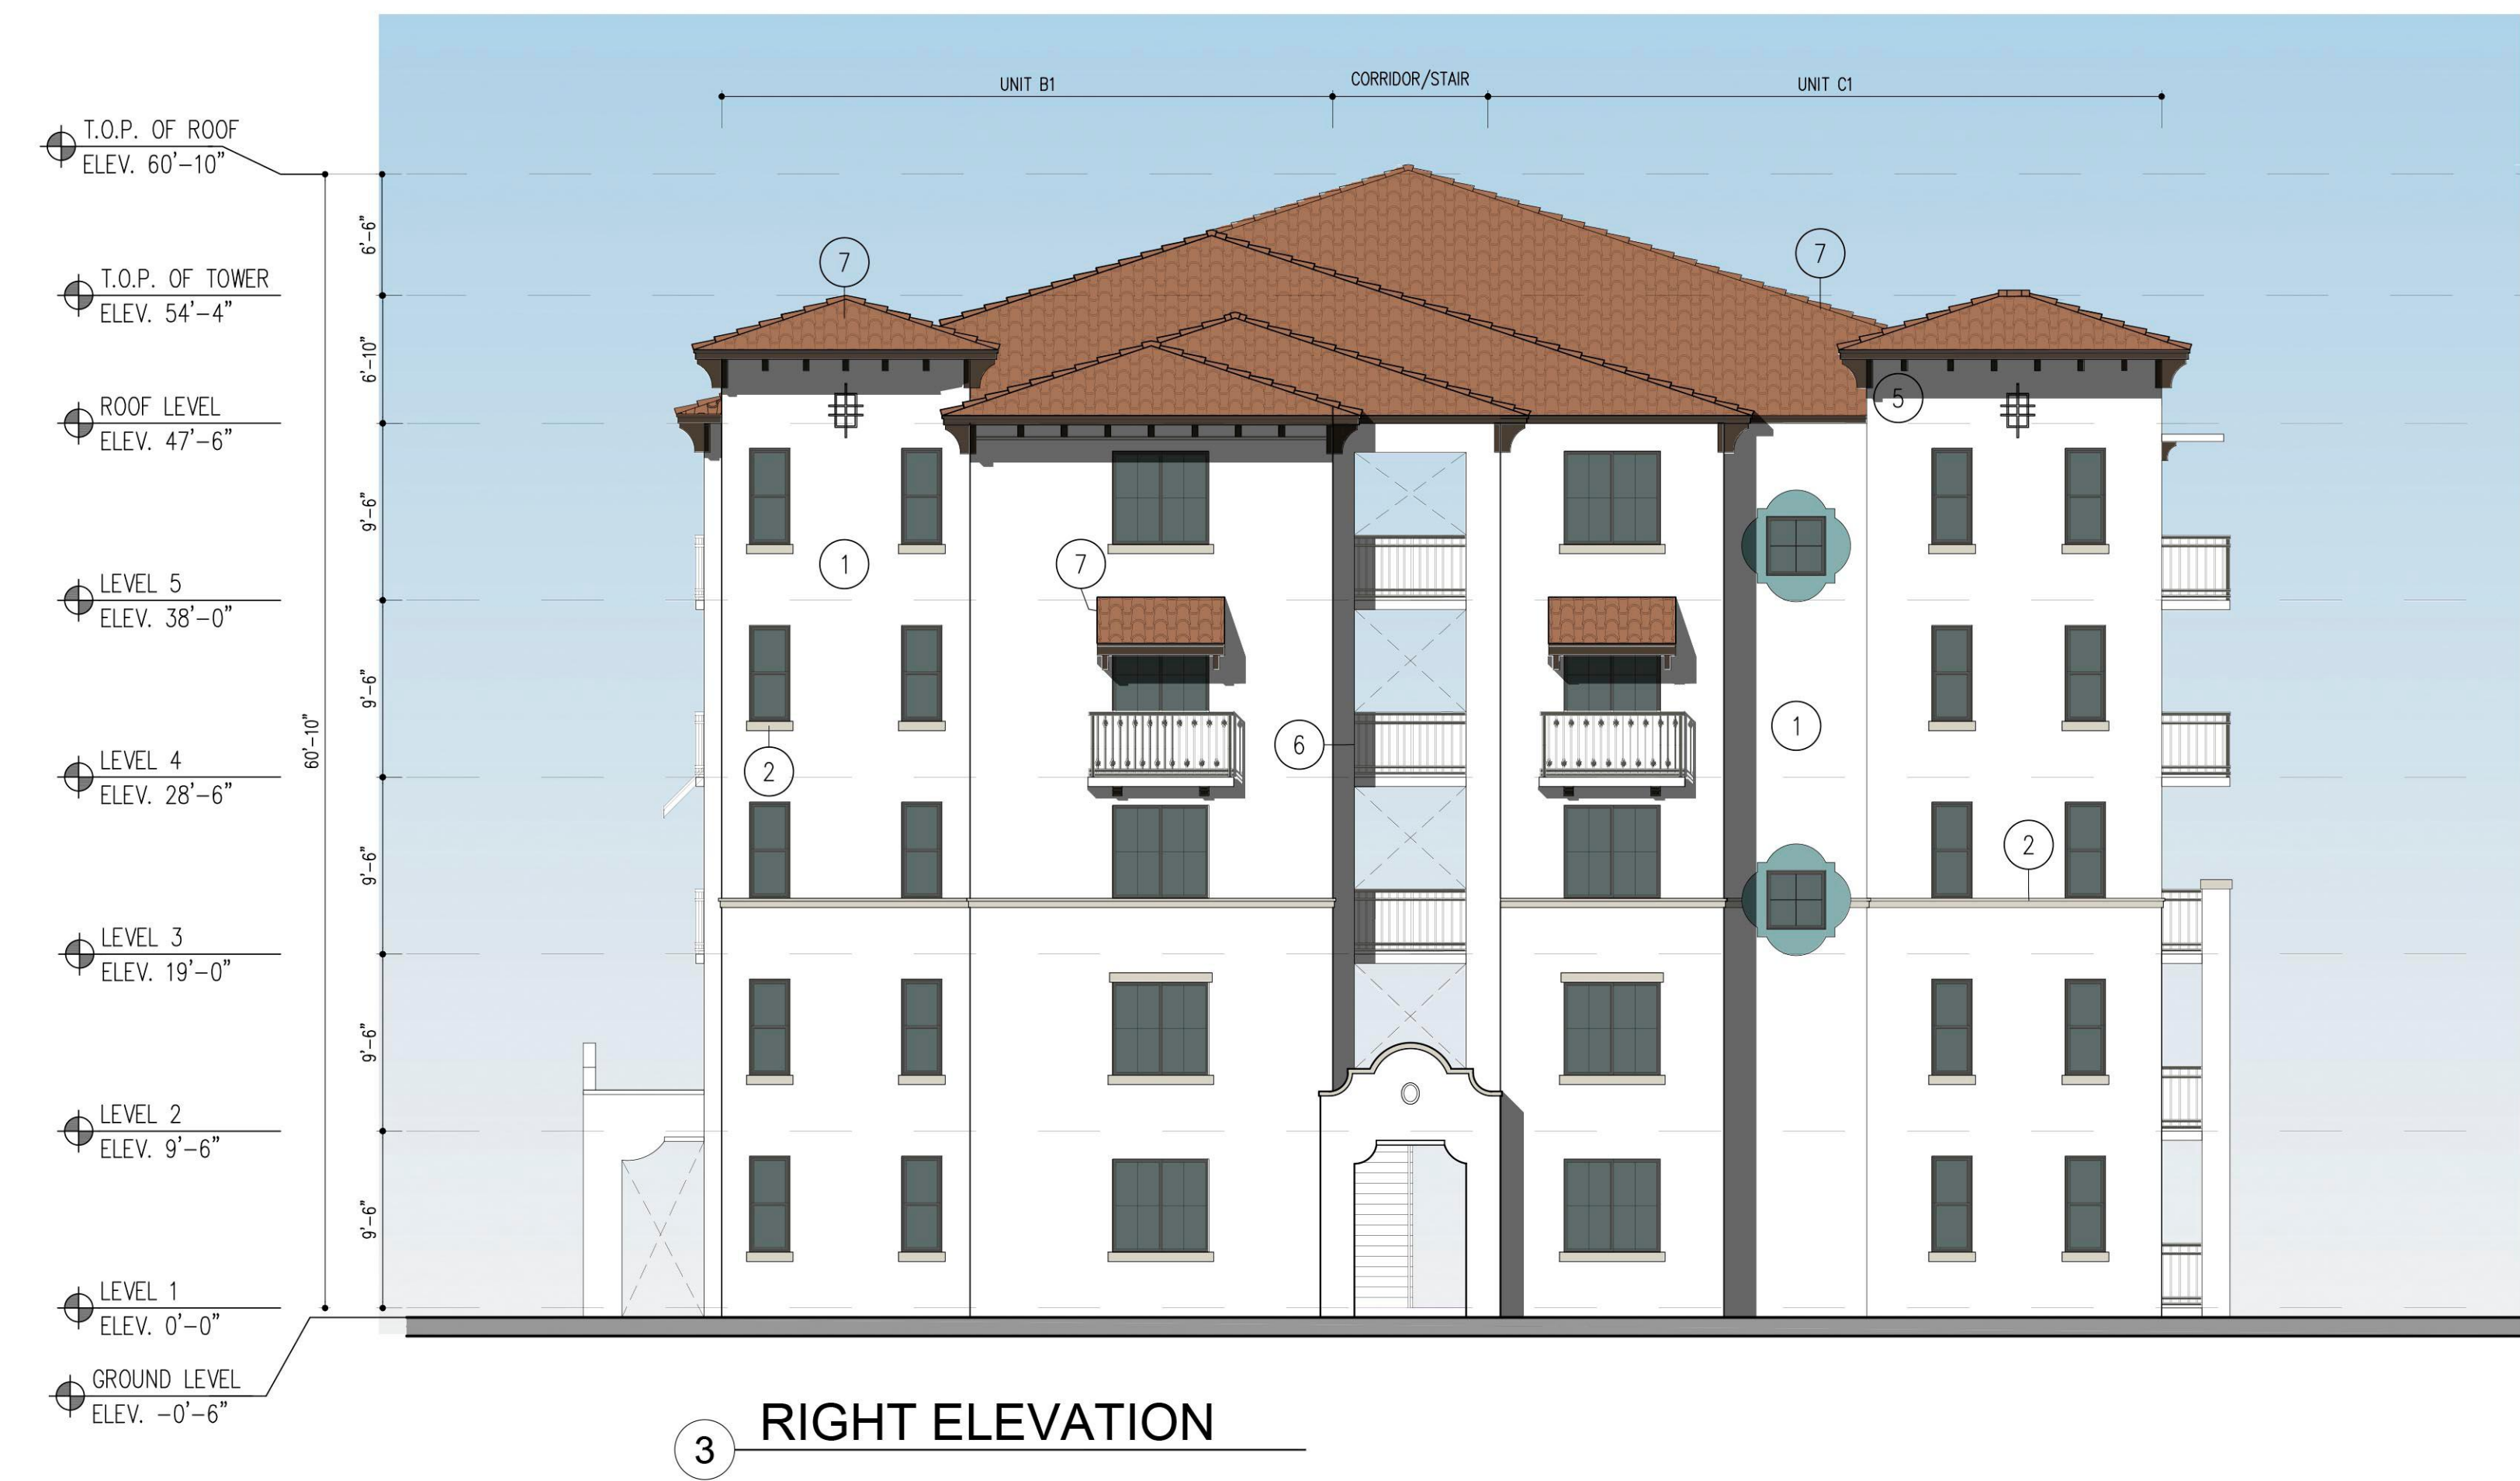 UNIT B1
CORRIDOR/STAIR
UNIT C1
T.O.P. OF ROOF
ELEV. 60'-10"
6'-6"
7
7
T.O.P. OF TOWER
ELEV. 54'-4"
6'-10"
ROOF LEVEL
ELEV. 47'-6"
5
9'-6"
1
7
LEVEL 5
ELEV. 38'-0"
9'-6"
60'-10"
6
1
2
LEVEL 4
ELEV. 28'-6"
9'-6"
2
LEVEL 3
ELEV. 19'-0"
9'-6"
LEVEL 2
ELEV. 9'-6"
9'-6"
LEVEL 1
ELEV. 0'-0"
GROUND LEVEL
ELEV. -0'-6"
3 RIGHT ELEVATION